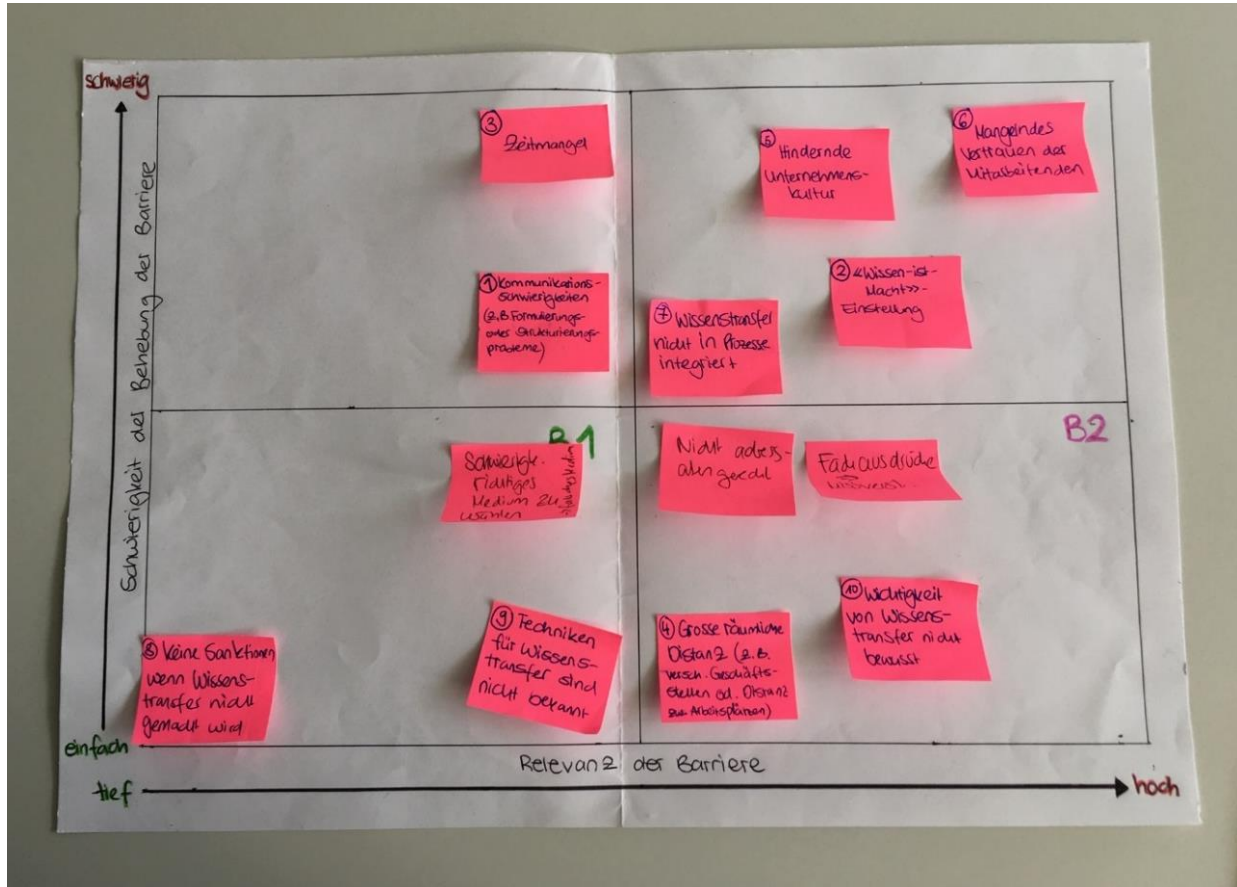 schwierig
Schwierigkeit der Behebung der Barriere
③
Zeitmangel
⑤
Hindernde
Unternehmens-
kultur
⑥ Mangelndes
Vertrauen der
Mitarbeitenden
① Kommunikations-
schwierigkeiten
(z.B Formulierungs-
oder Strukturierungs-
probleme)
② «Wissen-ist-
Macht»-
Einstellung
⑦ Wissenstransfer
nicht in Prozesse
integriert
B1
B2
Schwierigk.
richtiges
Medium zu
wählen
Nicht adress-
atengerecht
Fachausdrücke
⑧ Keine Sanktionen
wenn Wissens-
transfer nicht
gemacht wird
⑨ Techniken
für Wissens-
transfer sind
nicht bekannt
④ Grosse räumliche
Distanz (z.B.
versch. Geschäfts-
stellen od. Distanz
Arbeitsplätzen)
⑩ Wichtigkeit
von Wissens-
transfer nicht
bewusst
einfach
Relevanz der Barriere
tief
hoch